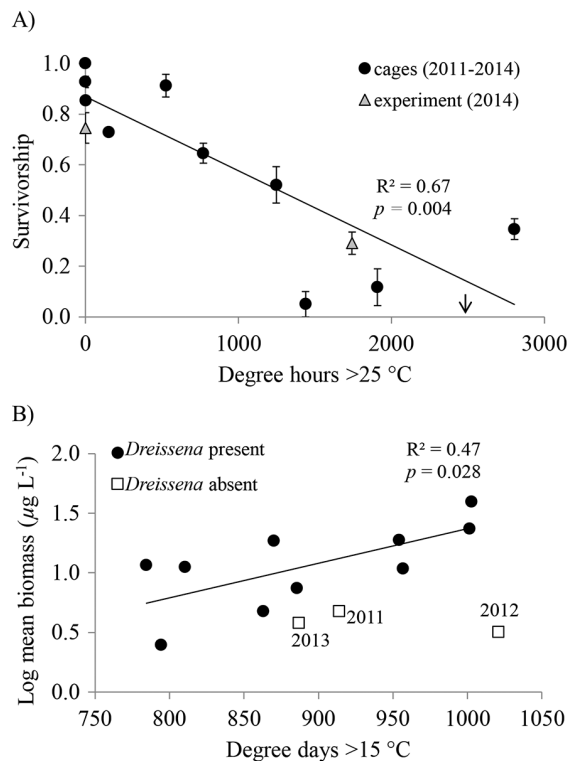 A)
1.0
0.8
0.6
0.4
0.2
0.0
Survivorship
cages (2011-2014)
experiment (2014)
R² = 0.67
p = 0.004
0 1000 2000 3000
Degree hours >25 °C
B)
2.0
1.5
1.0
0.5
0.0
Log mean biomass (µg L⁻¹)
Dreissena present
Dreissena absent
R² = 0.47
p = 0.028
2013
2011
2012
750 800 850 900 950 1000 1050
Degree days >15 °C